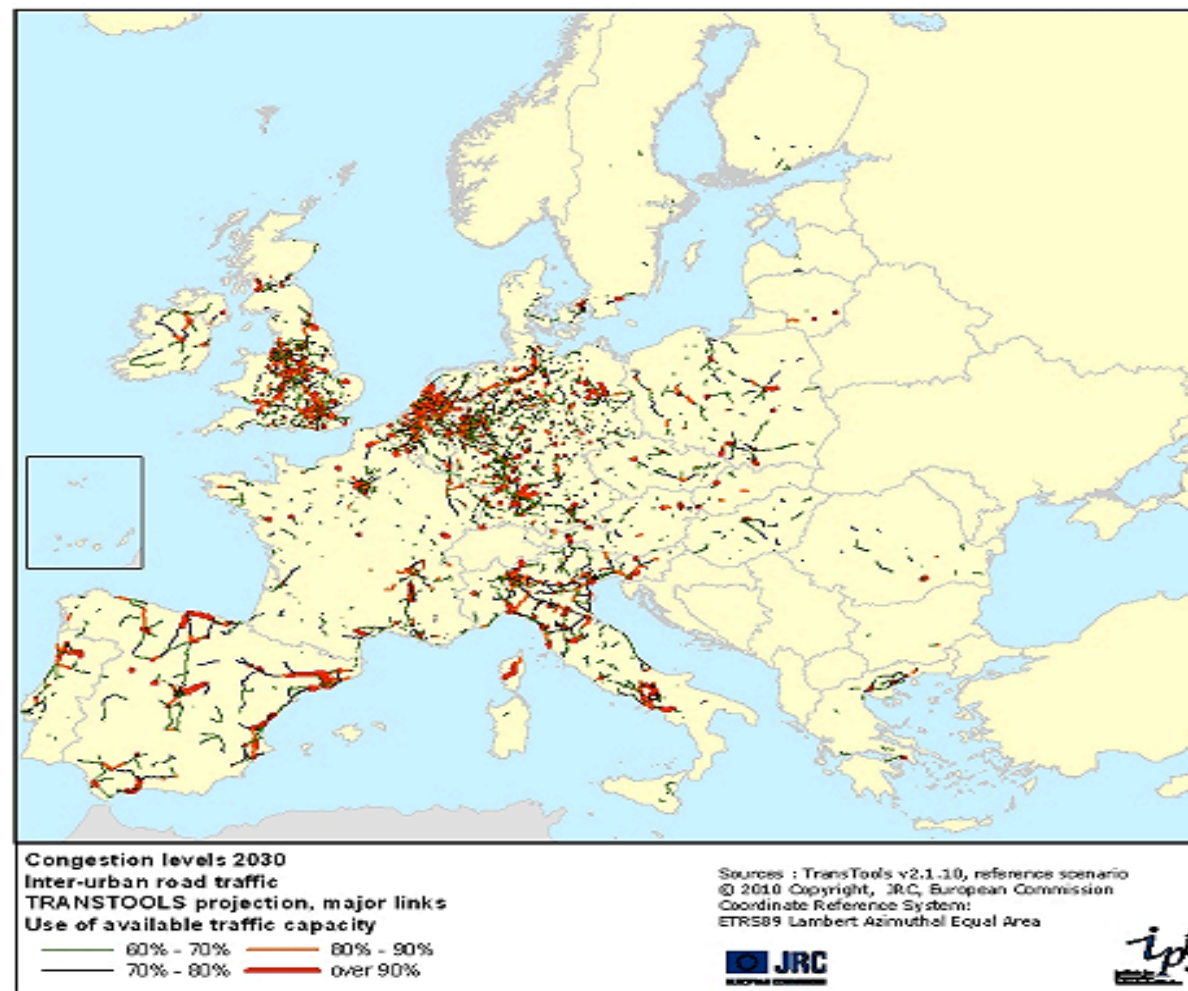 Congestion levels 2030
Inter-urban road traffic
TRANSTOOLS projection, major links
Use of available traffic capacity
60% - 70%
80% - 90%
70% - 80%
over 90%
Sources : TransTools v2.1.10, reference scenario
© 2010 Copyright, JRC, European Commission
Coordinate Reference System:
ETRS89 Lambert Azimuthal Equal Area
JRC
EUROPEAN COMMISSION